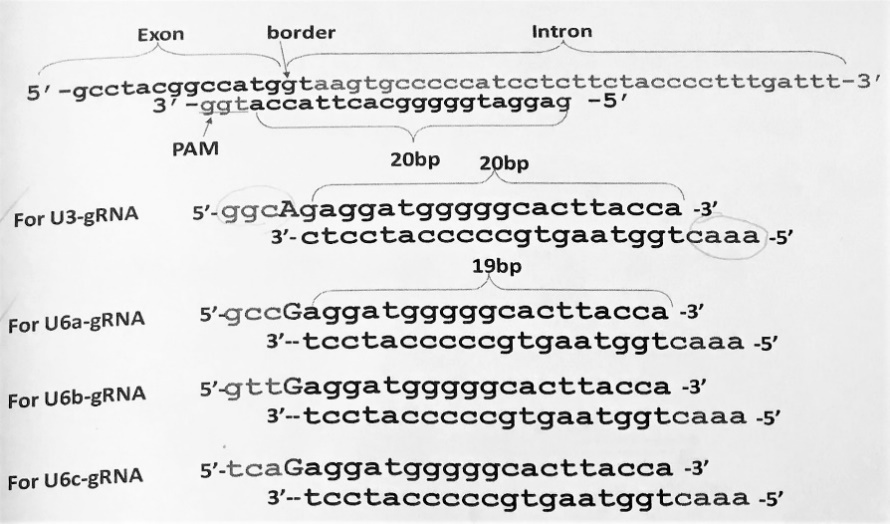 Exon border Intron
5′ -gcctacggccatggtaagtgcccccatcctcttctacccctttgattt-3′
3′ -ggtaccattcacgggggtaggag -5′
PAM
20bp 20bp
For U3-gRNA 5′-ggcAgaggatgggggcacttacca -3′
3′-ctcctacccccgtgaatggtcaaa -5′
19bp
For U6a-gRNA 5′-gccGaggatgggggcacttacca -3′
3′--tcctacccccgtgaatggtcaaa -5′
For U6b-gRNA 5′-gttGaggatgggggcacttacca -3′
3′--tcctacccccgtgaatggtcaaa -5′
For U6c-gRNA 5′-tcaGaggatgggggcacttacca -3′
3′--tcctacccccgtgaatggtcaaa -5′